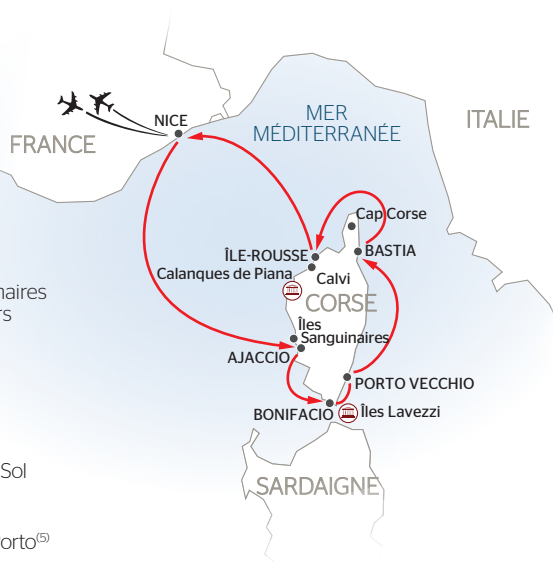 NICE
FRANCE
MER
MÉDITERRANÉE
ITALIE
Cap Corse
ÎLE-ROUSSE
BASTIA
Calanques de Piana
Calvi
CORSE
Îles
Sanguinaires
AJACCIO
PORTO VECCHIO
BONIFACIO
Îles Lavezzi
SARDAIGNE
naires
rs
Sol
orto(5)